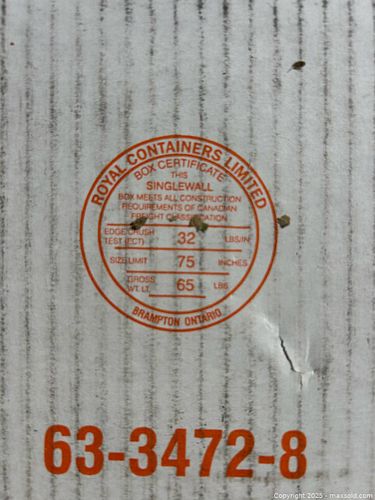 ROYAL CONTAINERS LIMITED
BOX CERTIFICATE
THIS
SINGLEWALL
BOX MEETS ALL CONSTRUCTION
REQUIREMENTS OF CANADIAN
FREIGHT CLASSIFICATION
EDGE CRUSH
TEST (ECT) 32 LBS/IN
SIZE LIMIT 75 INCHES
GROSS
WT. LT. 65 LBS
BRAMPTON ONTARIO
63-3472-8
Copyright © 2025 - maxsold.com